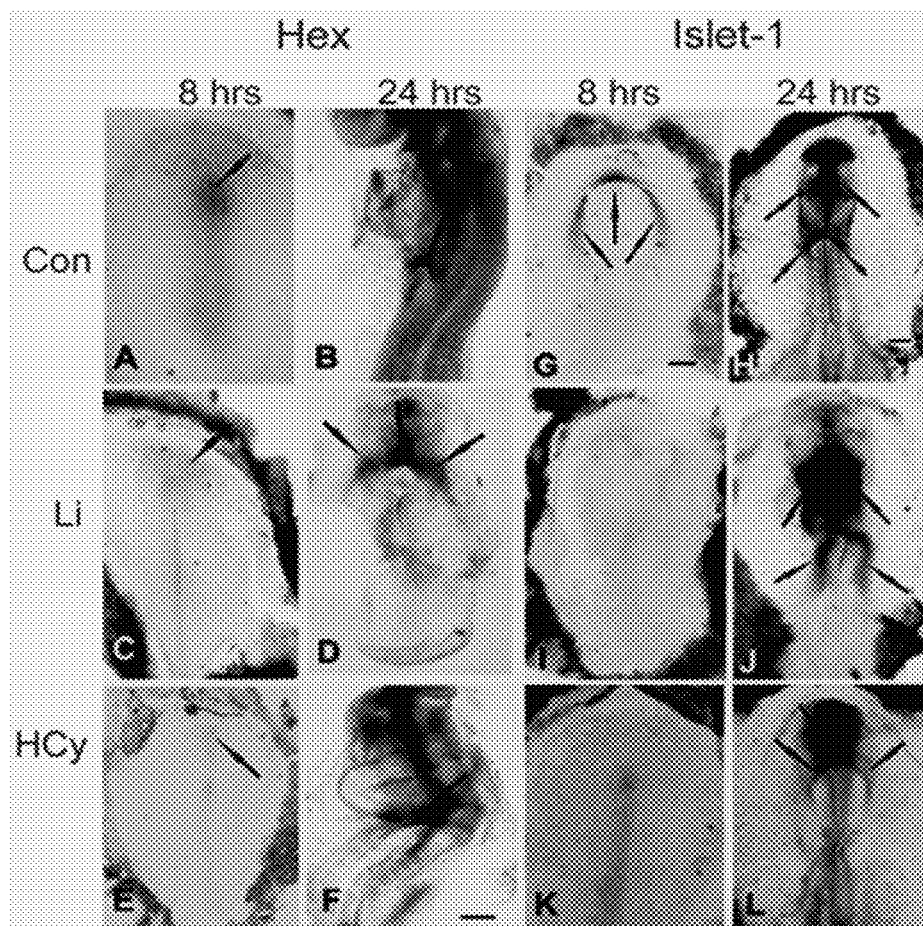 Hex Islet-1
8 hrs 24 hrs 8 hrs 24 hrs
Con
A B G H
Li
C D I J
HCy
E F K L